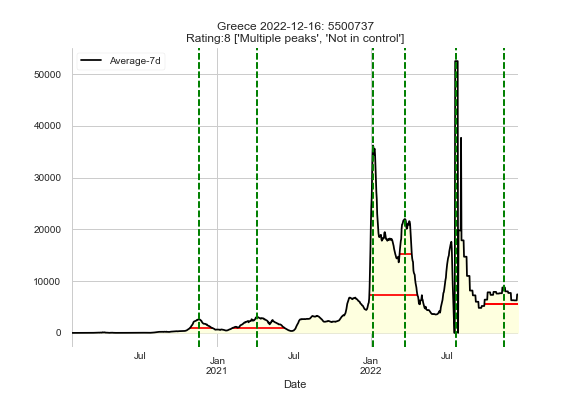 Greece 2022-12-16: 5500737
Rating:8 ['Multiple peaks', 'Not in control']
Average-7d
50000
40000
30000
20000
10000
0
Jul Jan Jul Jan Jul
2021 2022
Date